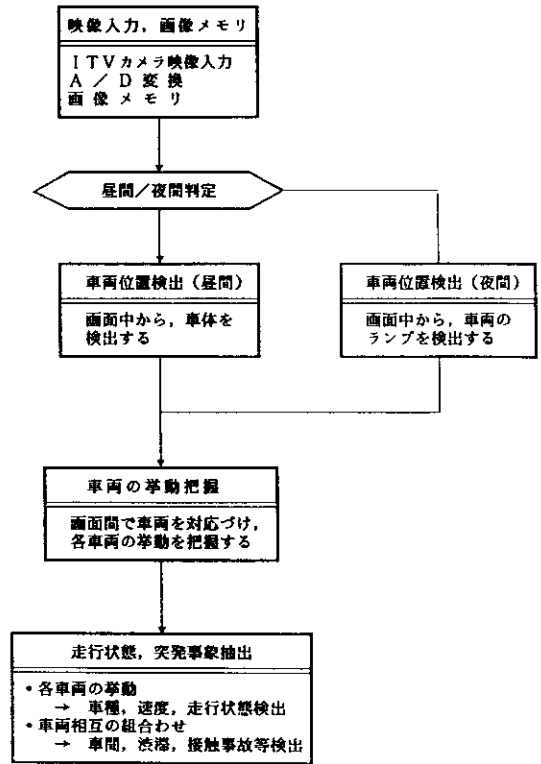 映像入力,画像メモリ
ITVカメラ映像入力
A/D変換
画像メモリ
昼間/夜間判定
車両位置検出(昼間)
画面中から,車体を
検出する
車両位置検出(夜間)
画面中から,車両の
ランプを検出する
車両の挙動把握
画面間で車両を対応づけ,
各車両の挙動を把握する
走行状態,突発事象抽出
・各車両の挙動
→ 車種,速度,走行状態検出
・車両相互の組合わせ
→ 車間,渋滞,接触事故等検出